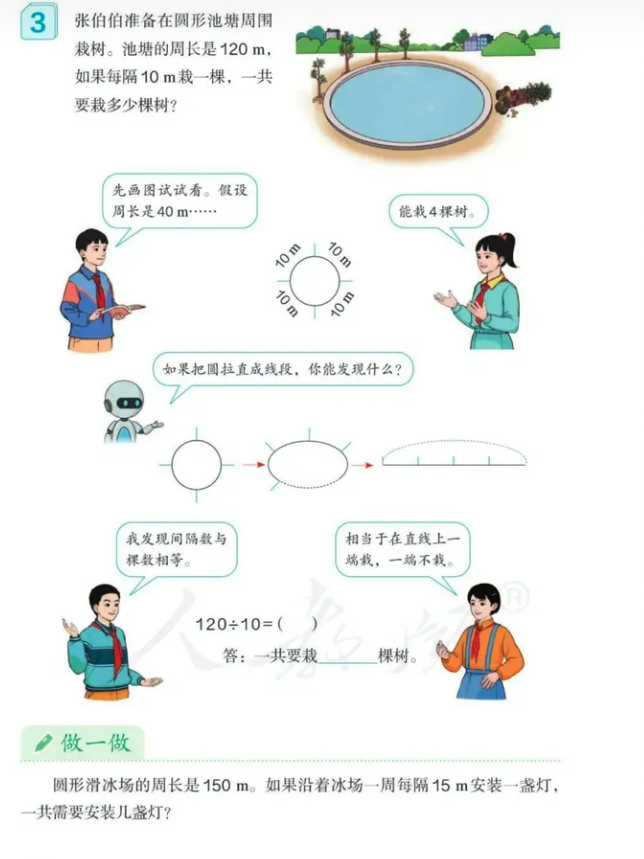 3
张伯伯准备在圆形池塘周围
栽树。池塘的周长是 120 m，
如果每隔 10 m 栽一棵，一共
要栽多少棵树？
先画图试试看。假设
周长是 40 m……
能栽 4 棵树。
10 m
10 m
10 m
10 m
如果把圆拉直成线段，你能发现什么？
我发现间隔数与
棵数相等。
相当于在直线上一
端栽，一端不栽。
120÷10=(    )
答：一共要栽______棵树。
人教版®
做一做
圆形滑冰场的周长是 150 m。如果沿着冰场一周每隔 15 m 安装一盏灯，
一共需要安装几盏灯？